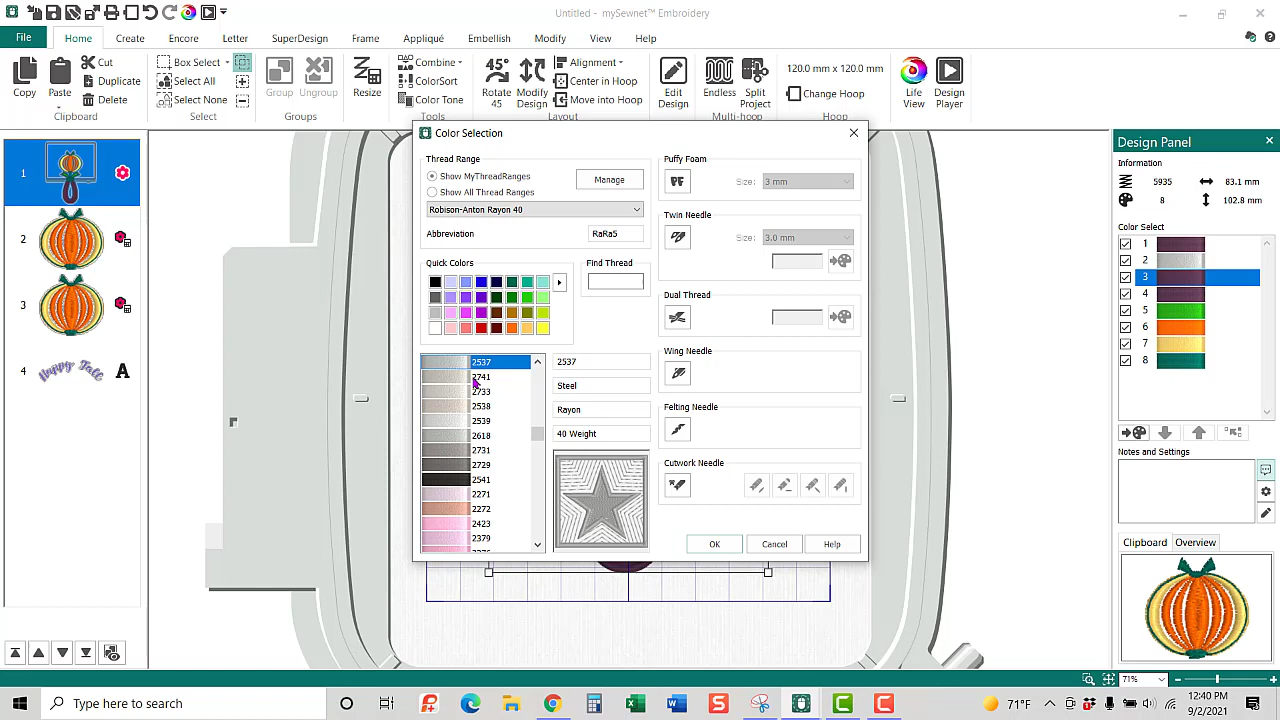 Untitled - mySewnet™ Embroidery
File
Home
Create
Encore
Letter
SuperDesign
Frame
Appliqué
Embellish
Modify
View
Help
Copy
Paste
Cut
Duplicate
Delete
Clipboard
Box Select
Select All
Select None
Select
Group
Ungroup
Groups
Resize
Combine
ColorSort
Color Tone
Tools
Rotate
45
Modify
Design
Alignment
Center in Hoop
Move into Hoop
Layout
Edit
Design
Endless
Split
Project
Multi-hoop
120.0 mm x 120.0 mm
Change Hoop
Hoop
Life
View
Design
Player
1
2
3
4
Happy Fall
A
Color Selection
Thread Range
Show MyThreadRanges
Show All Thread Ranges
Manage
Robison-Anton Rayon 40
Abbreviation
RaRa5
Quick Colors
Find Thread
2537
2741
2733
2538
2539
2618
2731
2729
2541
2271
2272
2423
2379
2537
Steel
Rayon
40 Weight
Puffy Foam
PF
Size:
3 mm
Twin Needle
Size:
3.0 mm
Dual Thread
Wing Needle
Felting Needle
Cutwork Needle
OK
Cancel
Help
Design Panel
Information
5935
83.1 mm
8
102.8 mm
Color Select
1
2
3
4
5
6
7
8
Notes and Settings
Clipboard
Overview
71%
Type here to search
71°F
12:40 PM
9/2/2021